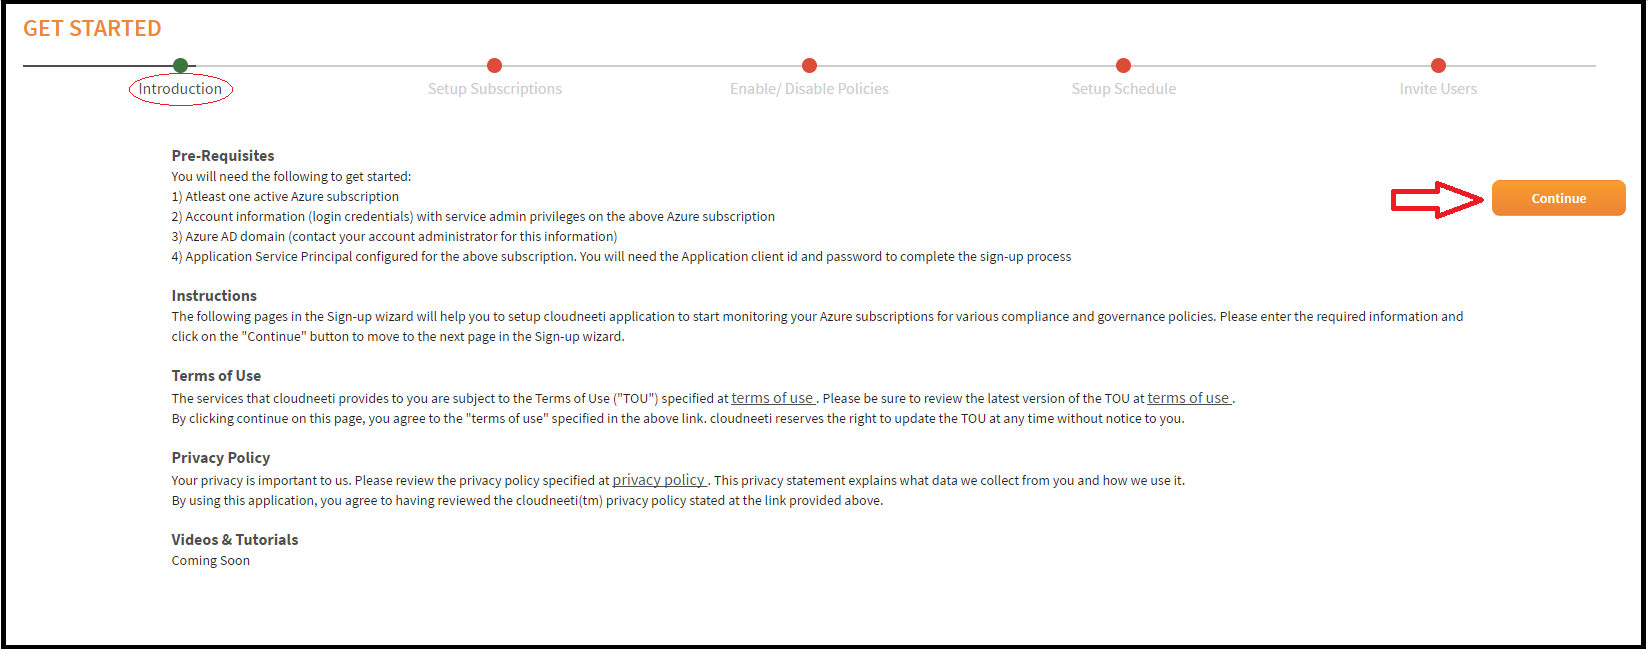 GET STARTED
Introduction
Setup Subscriptions
Enable/ Disable Policies
Setup Schedule
Invite Users
Pre-Requisites
You will need the following to get started:
1) Atleast one active Azure subscription
2) Account information (login credentials) with service admin privileges on the above Azure subscription
3) Azure AD domain (contact your account administrator for this information)
4) Application Service Principal configured for the above subscription. You will need the Application client id and password to complete the sign-up process
Continue
Instructions
The following pages in the Sign-up wizard will help you to setup cloudneeti application to start monitoring your Azure subscriptions for various compliance and governance policies. Please enter the required information and
click on the "Continue" button to move to the next page in the Sign-up wizard.
Terms of Use
The services that cloudneeti provides to you are subject to the Terms of Use ("TOU") specified at terms of use . Please be sure to review the latest version of the TOU at terms of use .
By clicking continue on this page, you agree to the "terms of use" specified in the above link. cloudneeti reserves the right to update the TOU at any time without notice to you.
Privacy Policy
Your privacy is important to us. Please review the privacy policy specified at privacy policy . This privacy statement explains what data we collect from you and how we use it.
By using this application, you agree to having reviewed the cloudneeti(tm) privacy policy stated at the link provided above.
Videos & Tutorials
Coming Soon